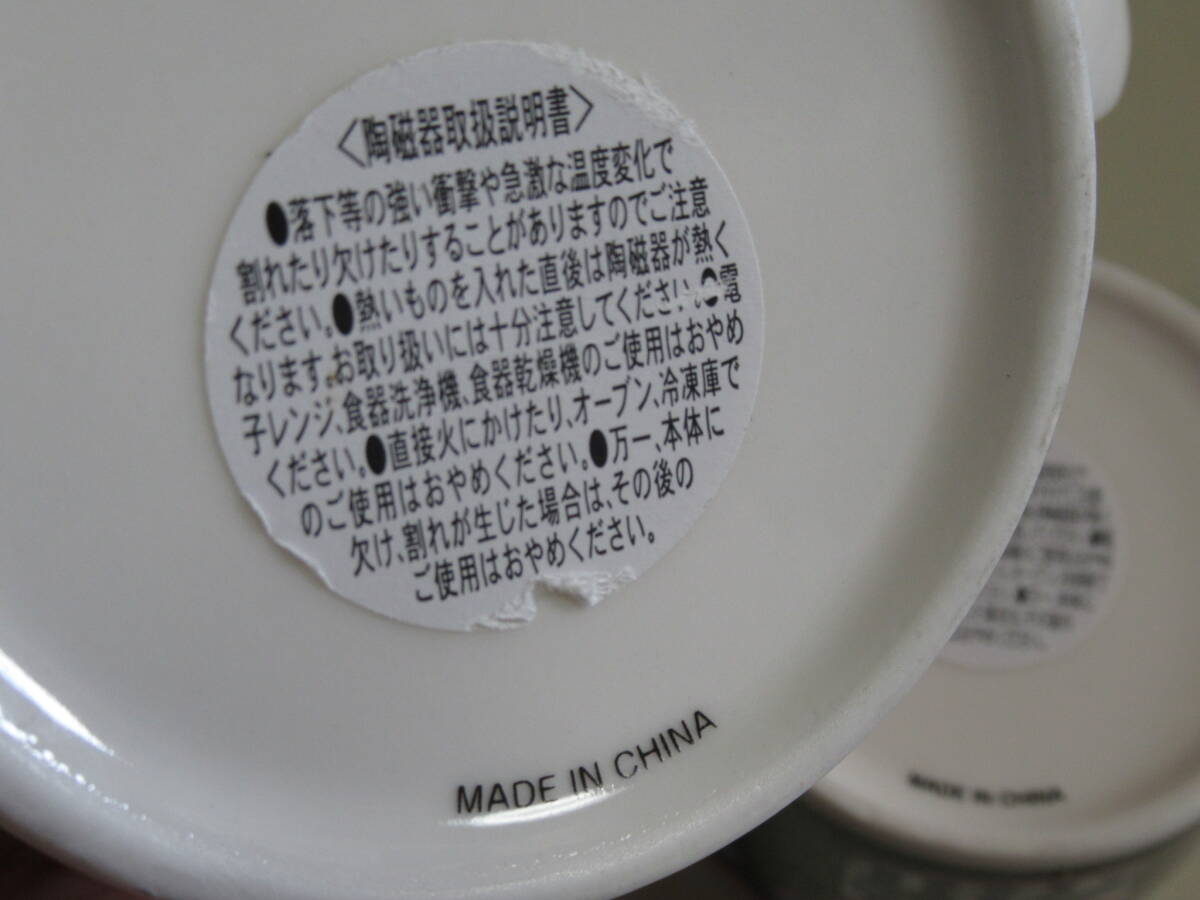 〈陶磁器取扱説明書〉
●落下等の強い衝撃や急激な温度変化で
割れたり欠けたりすることがありますのでご注意
ください。●熱いものを入れた直後は陶磁器が熱く
なります。お取り扱いには十分注意してください。●電
子レンジ、食器洗浄機、食器乾燥機のご使用はおやめ
ください。●直接火にかけたり、オーブン、冷凍庫で
のご使用はおやめください。●万一、本体に
欠け、割れが生じた場合は、その後の
ご使用はおやめください。
MADE IN CHINA
MADE IN CHINA